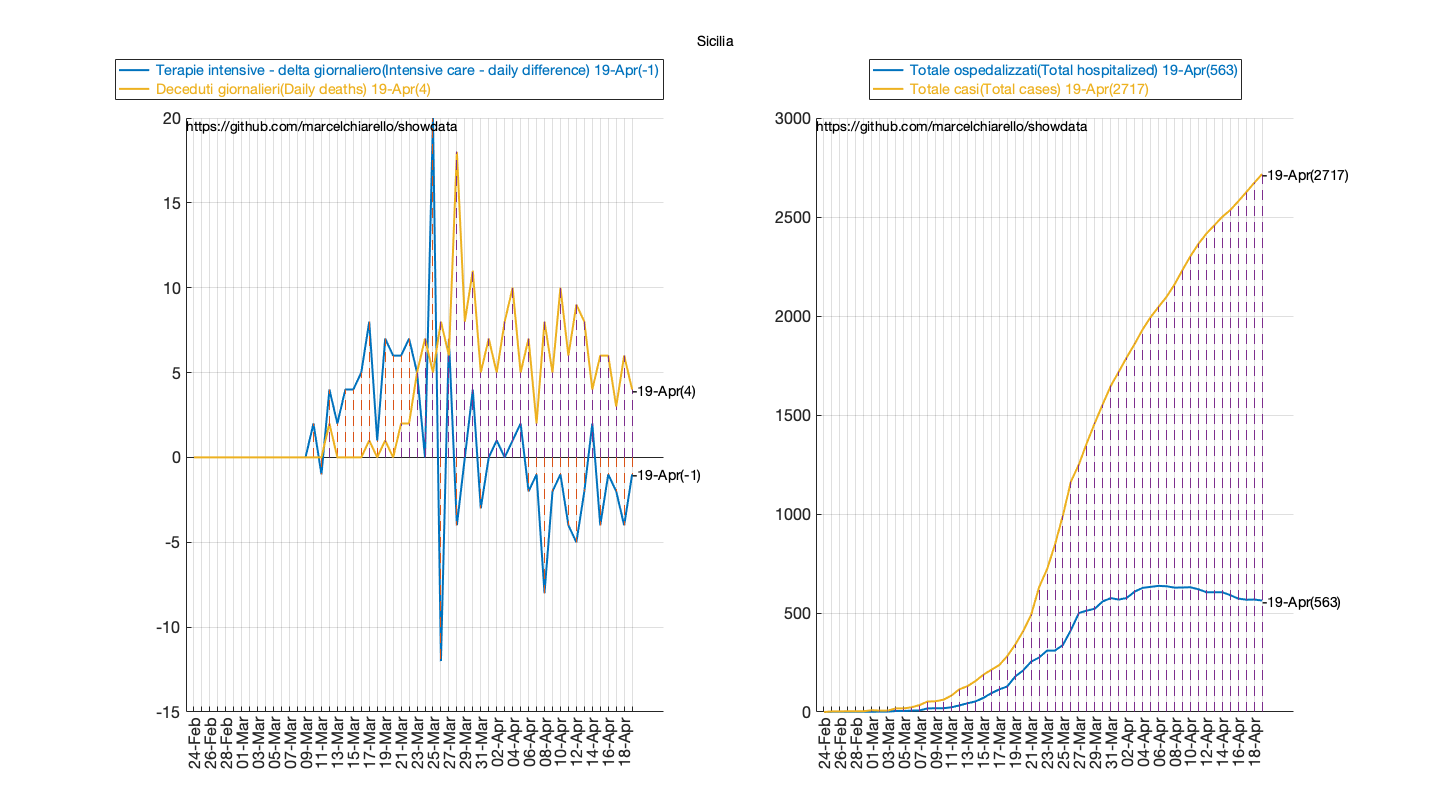 Sicilia
Terapie intensive - delta giornaliero(Intensive care - daily difference) 19-Apr(-1)
Deceduti giornalieri(Daily deaths) 19-Apr(4)
https://github.com/marcelchiarello/showdata
20
15
10
5
0
-5
-10
-15
-19-Apr(4)
-19-Apr(-1)
24-Feb
26-Feb
28-Feb
01-Mar
03-Mar
05-Mar
07-Mar
09-Mar
11-Mar
13-Mar
15-Mar
17-Mar
19-Mar
21-Mar
23-Mar
25-Mar
27-Mar
29-Mar
31-Mar
02-Apr
04-Apr
06-Apr
08-Apr
10-Apr
12-Apr
14-Apr
16-Apr
18-Apr
Totale ospedalizzati(Total hospitalized) 19-Apr(563)
Totale casi(Total cases) 19-Apr(2717)
https://github.com/marcelchiarello/showdata
3000
2500
2000
1500
1000
500
0
-19-Apr(2717)
-19-Apr(563)
24-Feb
26-Feb
28-Feb
01-Mar
03-Mar
05-Mar
07-Mar
09-Mar
11-Mar
13-Mar
15-Mar
17-Mar
19-Mar
21-Mar
23-Mar
25-Mar
27-Mar
29-Mar
31-Mar
02-Apr
04-Apr
06-Apr
08-Apr
10-Apr
12-Apr
14-Apr
16-Apr
18-Apr